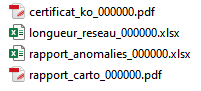 certificat_ko_000000.pdf
longueur_reseau_000000.xlsx
rapport_anomalies_000000.xlsx
rapport_carto_000000.pdf